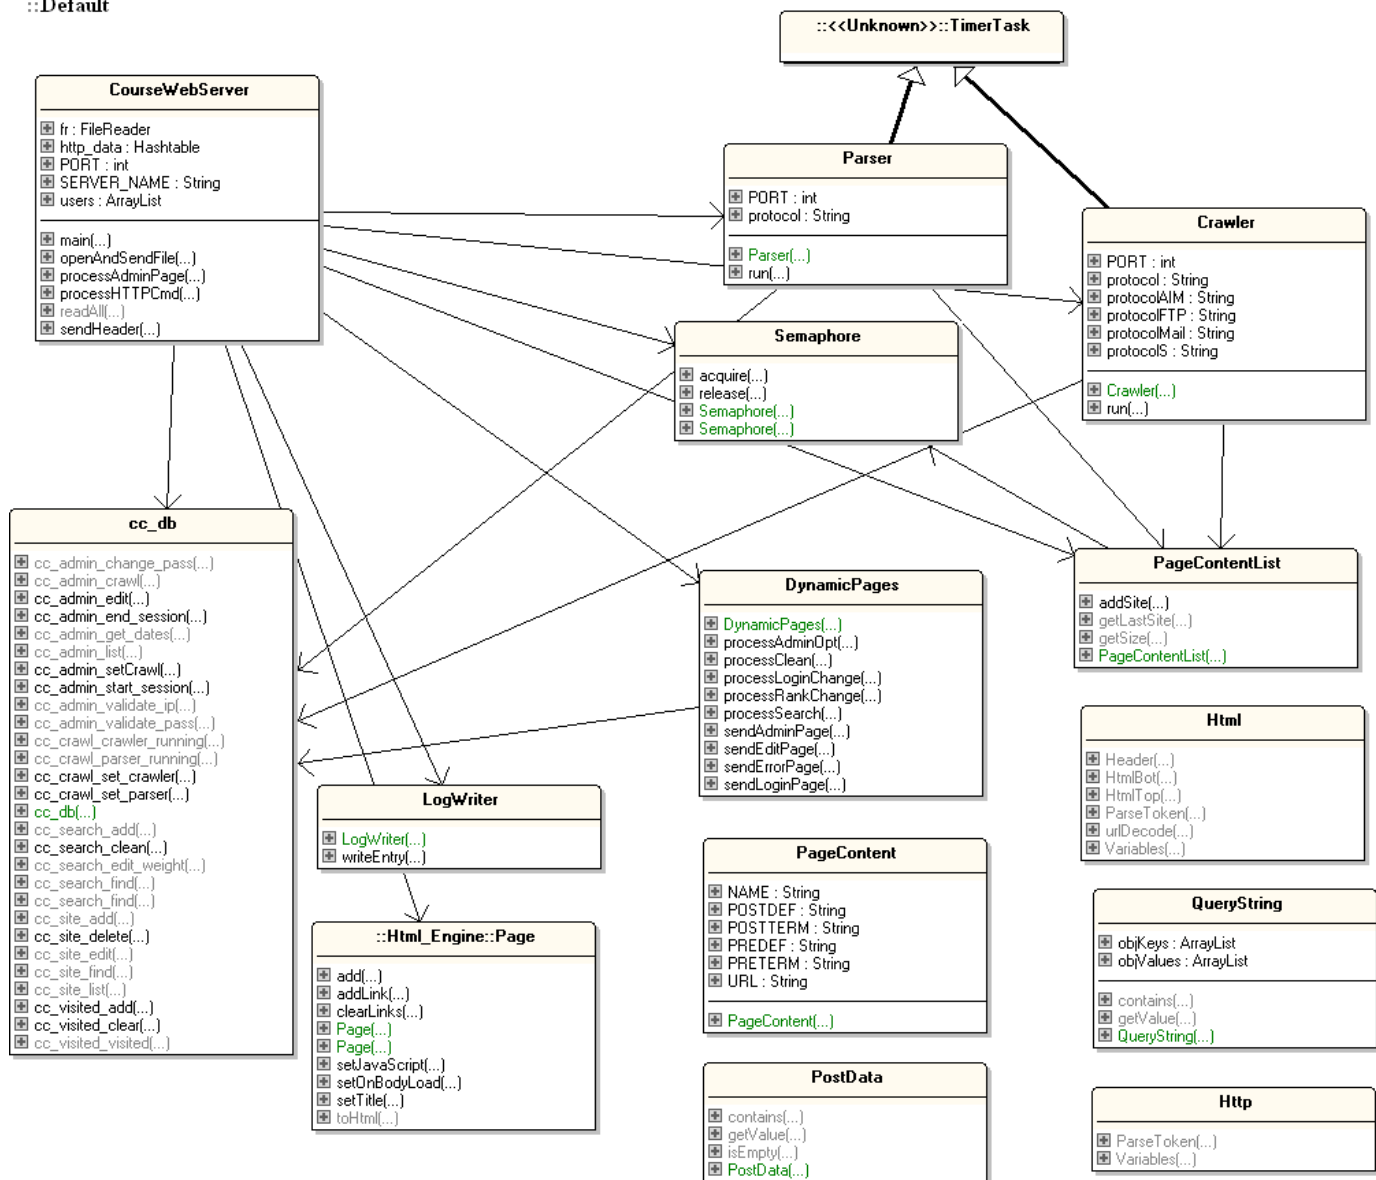 ::Default
::<<Unknown>>::TimerTask
CourseWebServer
fr : FileReader
http_data : Hashtable
PORT : int
SERVER_NAME : String
users : ArrayList
main(...)
openAndSendFile(...)
processAdminPage(...)
processHTTPCmd(...)
readAll(...)
sendHeader(...)
Parser
PORT : int
protocol : String
Parser(...)
run(...)
Crawler
PORT : int
protocol : String
protocolAIM : String
protocolFTP : String
protocolMail : String
protocolS : String
Crawler(...)
run(...)
Semaphore
acquire(...)
release(...)
Semaphore(...)
Semaphore(...)
cc_db
cc_admin_change_pass(...)
cc_admin_crawl(...)
cc_admin_edit(...)
cc_admin_end_session(...)
cc_admin_get_dates(...)
cc_admin_list(...)
cc_admin_setCrawl(...)
cc_admin_start_session(...)
cc_admin_validate_ip(...)
cc_admin_validate_pass(...)
cc_crawl_crawler_running(...)
cc_crawl_parser_running(...)
cc_crawl_set_crawler(...)
cc_crawl_set_parser(...)
cc_db(...)
cc_search_add(...)
cc_search_clean(...)
cc_search_edit_weight(...)
cc_search_find(...)
cc_search_find(...)
cc_site_add(...)
cc_site_delete(...)
cc_site_edit(...)
cc_site_find(...)
cc_site_list(...)
cc_visited_add(...)
cc_visited_clear(...)
cc_visited_visited(...)
PageContentList
addSite(...)
getLastSite(...)
getSize(...)
PageContentList(...)
DynamicPages
DynamicPages(...)
processAdminOpt(...)
processClean(...)
processLoginChange(...)
processRankChange(...)
processSearch(...)
sendAdminPage(...)
sendEditPage(...)
sendErrorPage(...)
sendLoginPage(...)
Html
Header(...)
HtmlBot(...)
HtmlTop(...)
ParseToken(...)
urlDecode(...)
Variables(...)
LogWriter
LogWriter(...)
writeEntry(...)
PageContent
NAME : String
POSTDEF : String
POSTTERM : String
PREDEF : String
PRETERM : String
URL : String
PageContent(...)
QueryString
objKeys : ArrayList
objValues : ArrayList
contains(...)
getValue(...)
QueryString(...)
::Html_Engine::Page
add(...)
addLink(...)
clearLinks(...)
Page(...)
Page(...)
setJavaScript(...)
setOnBodyLoad(...)
setTitle(...)
toHtml(...)
PostData
contains(...)
getValue(...)
isEmpty(...)
PostData(...)
Http
ParseToken(...)
Variables(...)